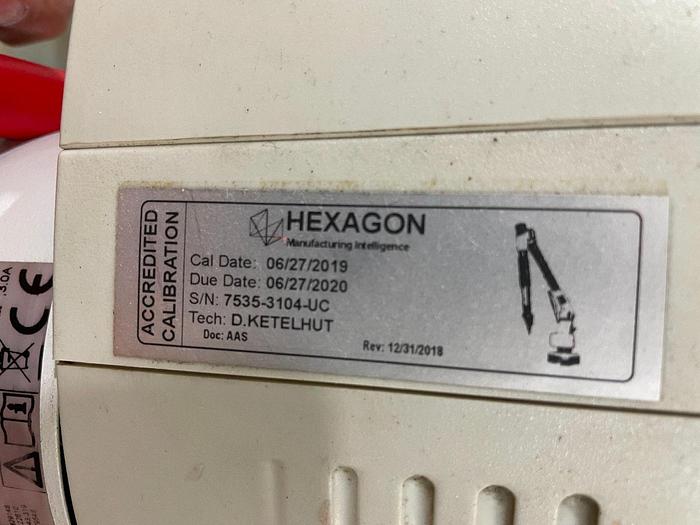 ACCREDITED
CALIBRATION
HEXAGON
Manufacturing Intelligence
Cal Date: 06/27/2019
Due Date: 06/27/2020
S/N: 7535-3104-UC
Tech: D.KETELHUT
Doc: AAS
Rev: 12/31/2018
CE